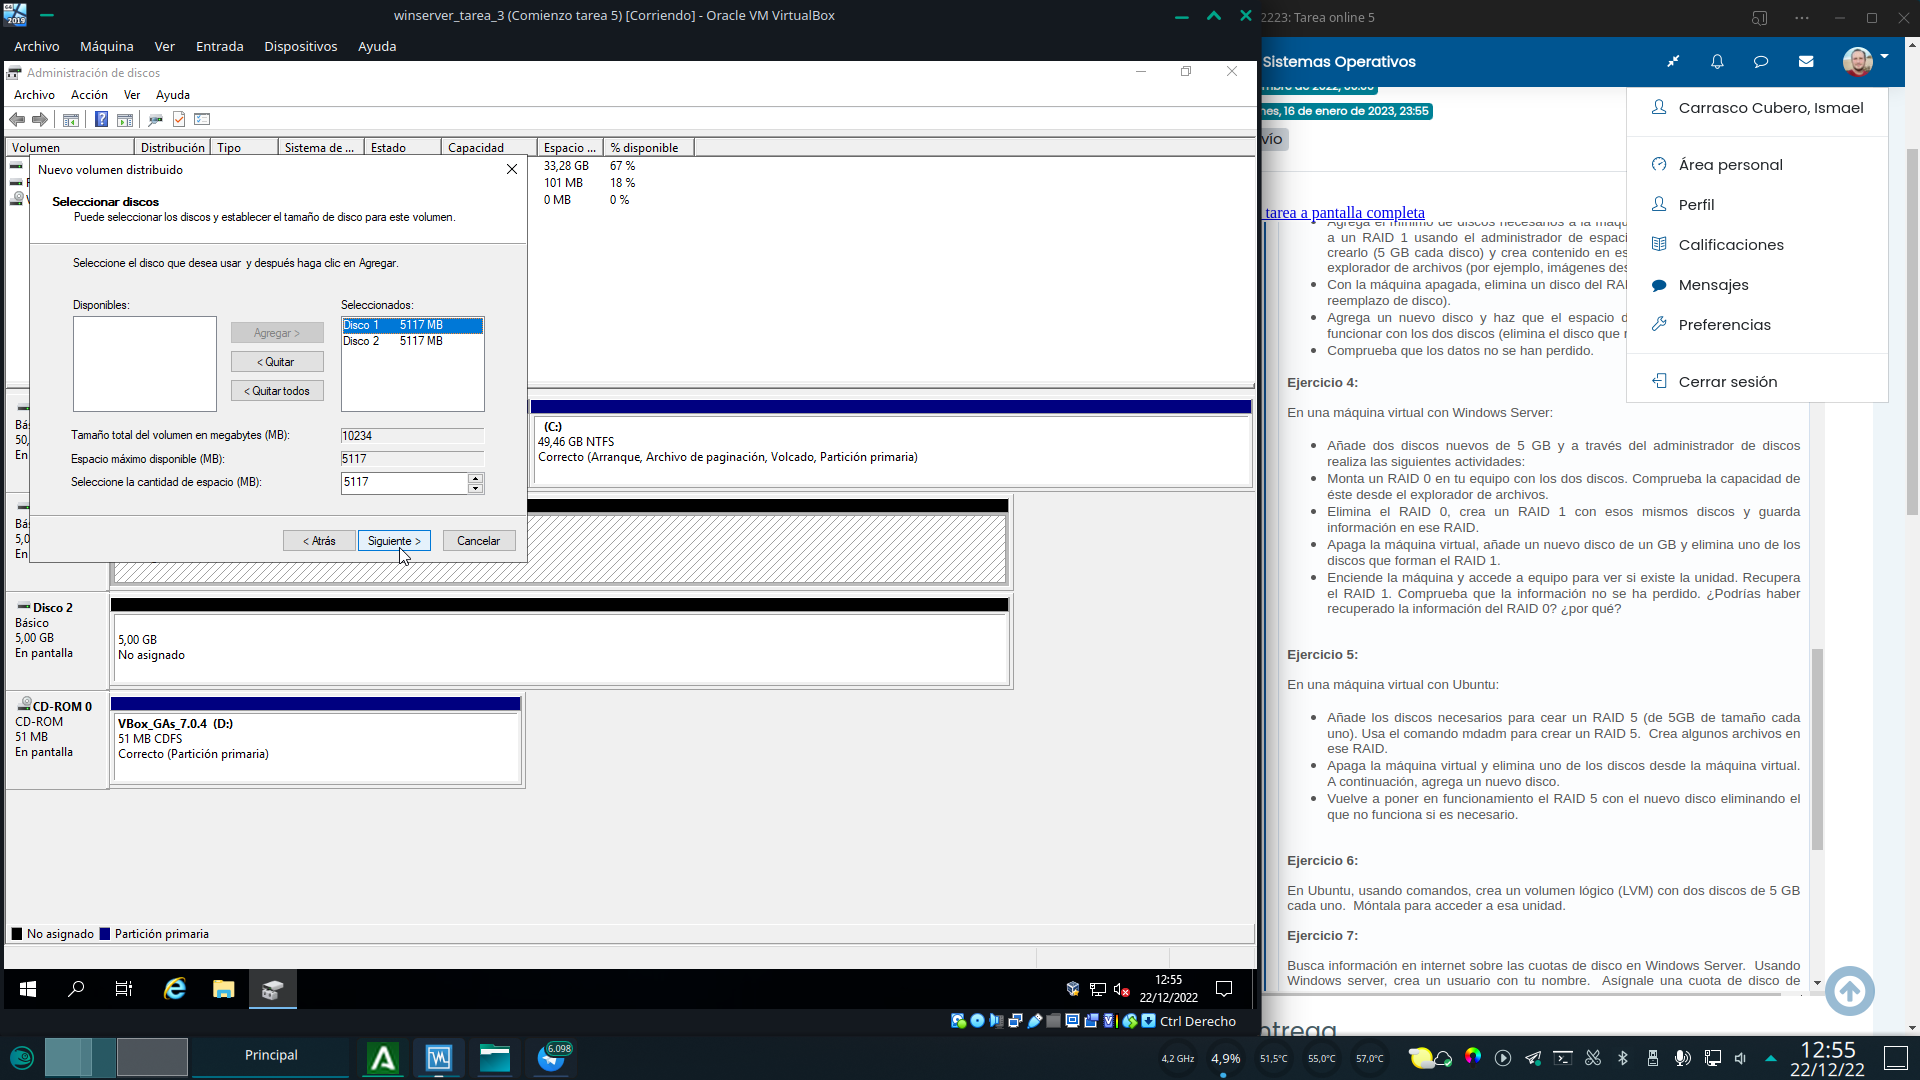 winserver_tarea_3 (Comienzo tarea 5) [Corriendo] - Oracle VM VirtualBox
Archivo Máquina Ver Entrada Dispositivos Ayuda
Administración de discos
Archivo Acción Ver Ayuda
Volumen Distribución Tipo Sistema de ... Estado Capacidad Espacio ... % disponible
33,28 GB 67 %
101 MB 18 %
0 MB 0 %
Nuevo volumen distribuido
Seleccionar discos
Puede seleccionar los discos y establecer el tamaño de disco para este volumen.
Seleccione el disco que desea usar y después haga clic en Agregar.
Disponibles: Seleccionados:
Agregar >
< Quitar
< Quitar todos
Disco 1 5117 MB
Disco 2 5117 MB
Tamaño total del volumen en megabytes (MB): 10234
Espacio máximo disponible (MB): 5117
Seleccione la cantidad de espacio (MB): 5117
< Atrás Siguiente > Cancelar
Bás
50,
En
(C:)
49,46 GB NTFS
Correcto (Arranque, Archivo de paginación, Volcado, Partición primaria)
Bás
5,0
En
Disco 2
Básico
5,00 GB
En pantalla
5,00 GB
No asignado
CD-ROM 0
CD-ROM
51 MB
En pantalla
VBox_GAs_7.0.4 (D:)
51 MB CDFS
Correcto (Partición primaria)
No asignado Partición primaria
12:55
22/12/2022
Ctrl Derecho
2223: Tarea online 5
Sistemas Operativos
nes, 16 de enero de 2023, 23:55
vío
tarea a pantalla completa
Carrasco Cubero, Ismael
Área personal
Perfil
Calificaciones
Mensajes
Preferencias
Cerrar sesión
a un RAID 1 usando el administrador de espaci
crearlo (5 GB cada disco) y crea contenido en es
explorador de archivos (por ejemplo, imágenes des
Con la máquina apagada, elimina un disco del RAI
reemplazo de disco).
Agrega un nuevo disco y haz que el espacio d
funcionar con los dos discos (elimina el disco que n
Comprueba que los datos no se han perdido.
Ejercicio 4:
En una máquina virtual con Windows Server:
Añade dos discos nuevos de 5 GB y a través del administrador de discos
realiza las siguientes actividades:
Monta un RAID 0 en tu equipo con los dos discos. Comprueba la capacidad de
éste desde el explorador de archivos.
Elimina el RAID 0, crea un RAID 1 con esos mismos discos y guarda
información en ese RAID.
Apaga la máquina virtual, añade un nuevo disco de un GB y elimina uno de los
discos que forman el RAID 1.
Enciende la máquina y accede a equipo para ver si existe la unidad. Recupera
el RAID 1. Comprueba que la información no se ha perdido. ¿Podrías haber
recuperado la información del RAID 0? ¿por qué?
Ejercicio 5:
En una máquina virtual con Ubuntu:
Añade los discos necesarios para cear un RAID 5 (de 5GB de tamaño cada
uno). Usa el comando mdadm para crear un RAID 5. Crea algunos archivos en
ese RAID.
Apaga la máquina virtual y elimina uno de los discos desde la máquina virtual.
A continuación, agrega un nuevo disco.
Vuelve a poner en funcionamiento el RAID 5 con el nuevo disco eliminando el
que no funciona si es necesario.
Ejercicio 6:
En Ubuntu, usando comandos, crea un volumen lógico (LVM) con dos discos de 5 GB
cada uno. Móntala para acceder a esa unidad.
Ejercicio 7:
Busca información en internet sobre las cuotas de disco en Windows Server. Usando
Windows server, crea un usuario con tu nombre. Asígnale una cuota de disco de
Principal
6.098
4,2 GHz 4,9% 51,5°C 55,0°C 57,0°C
12:55
22/12/22